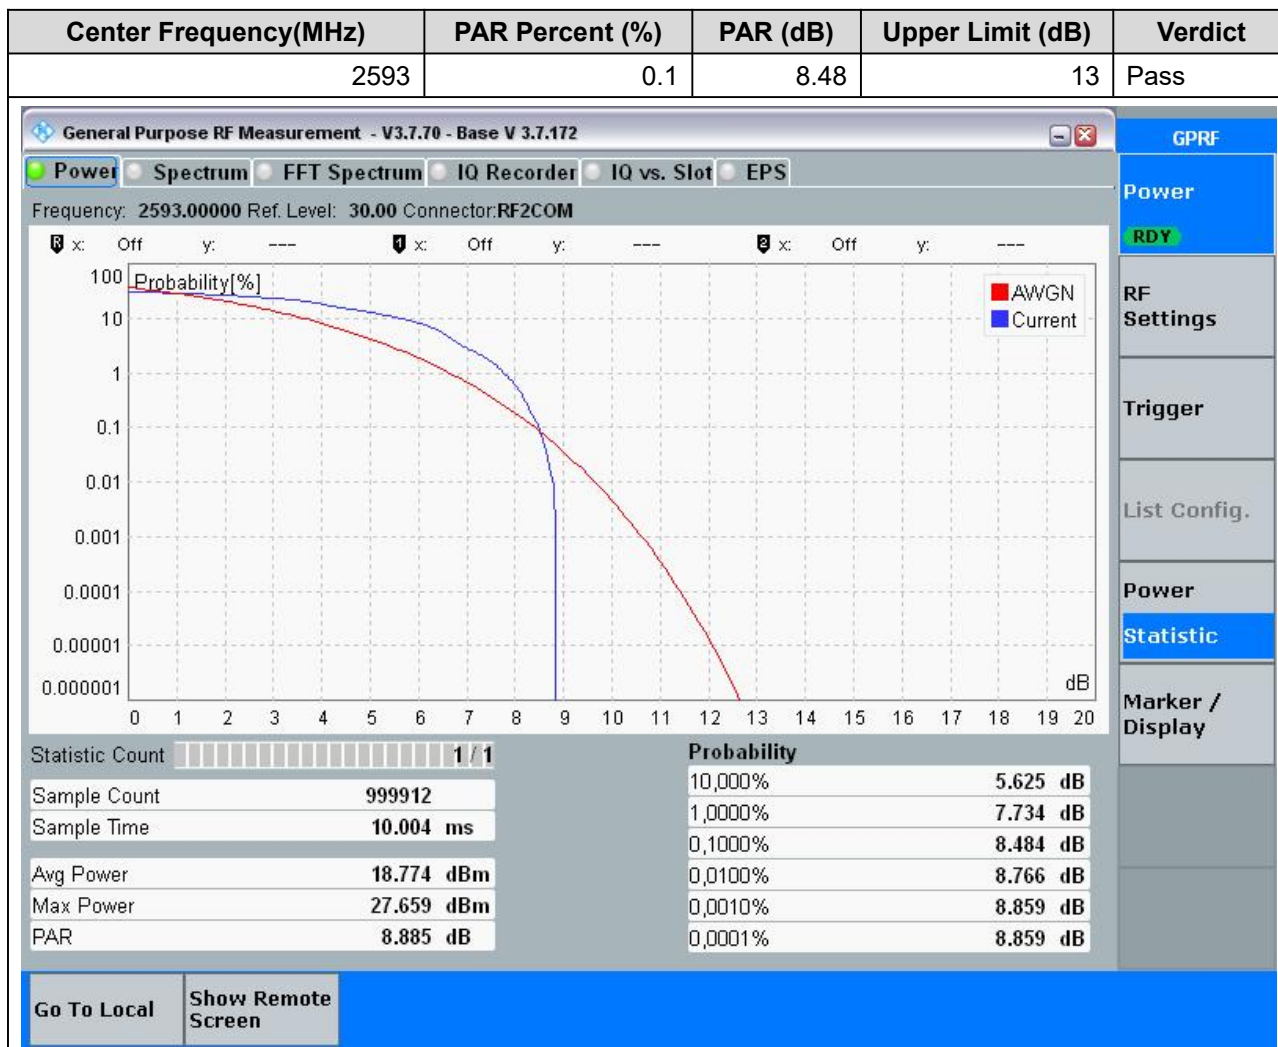 Center Frequency(MHz) PAR Percent (%) PAR (dB) Upper Limit (dB) Verdict
2593 0.1 8.48 13 Pass
General Purpose RF Measurement - V3.7.70 - Base V 3.7.172
GPRF
Power Spectrum FFT Spectrum IQ Recorder IQ vs. Slot EPS
Power
RDY
Frequency: 2593.00000 Ref. Level: 30.00 Connector:RF2COM
R x: Off y: --- 1 x: Off y: --- 2 x: Off y: ---
100 Probability[%]
AWGN
Current
10
1
0.1
0.01
0.001
0.0001
0.00001
0.000001
dB
0 1 2 3 4 5 6 7 8 9 10 11 12 13 14 15 16 17 18 19 20
RF
Settings
Trigger
List Config.
Power
Statistic
Marker /
Display
Statistic Count 1 / 1
Sample Count 999912
Sample Time 10.004 ms
Avg Power 18.774 dBm
Max Power 27.659 dBm
PAR 8.885 dB
Probability
10,000% 5.625 dB
1,0000% 7.734 dB
0,1000% 8.484 dB
0,0100% 8.766 dB
0,0010% 8.859 dB
0,0001% 8.859 dB
Go To Local
Show Remote
Screen